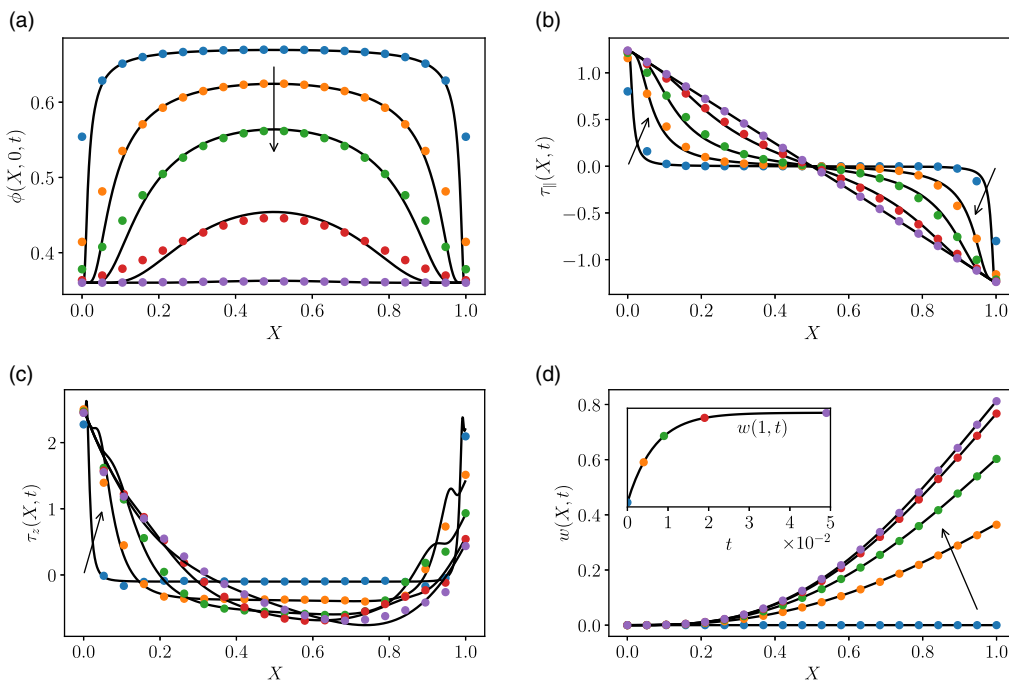 (a)
ϕ(X, 0, t)
0.6
0.5
0.4
0.0 0.2 0.4 0.6 0.8 1.0
X
(b)
τ∥(X, t)
1.0
0.5
0.0
−0.5
−1.0
0.0 0.2 0.4 0.6 0.8 1.0
X
(c)
τz(X, t)
2
1
0
0.0 0.2 0.4 0.6 0.8 1.0
X
(d)
w(X, t)
0.8
0.6
0.4
0.2
0.0
0.0 0.2 0.4 0.6 0.8 1.0
X
w(1, t)
0 1 2 3 4 5
t
×10−2